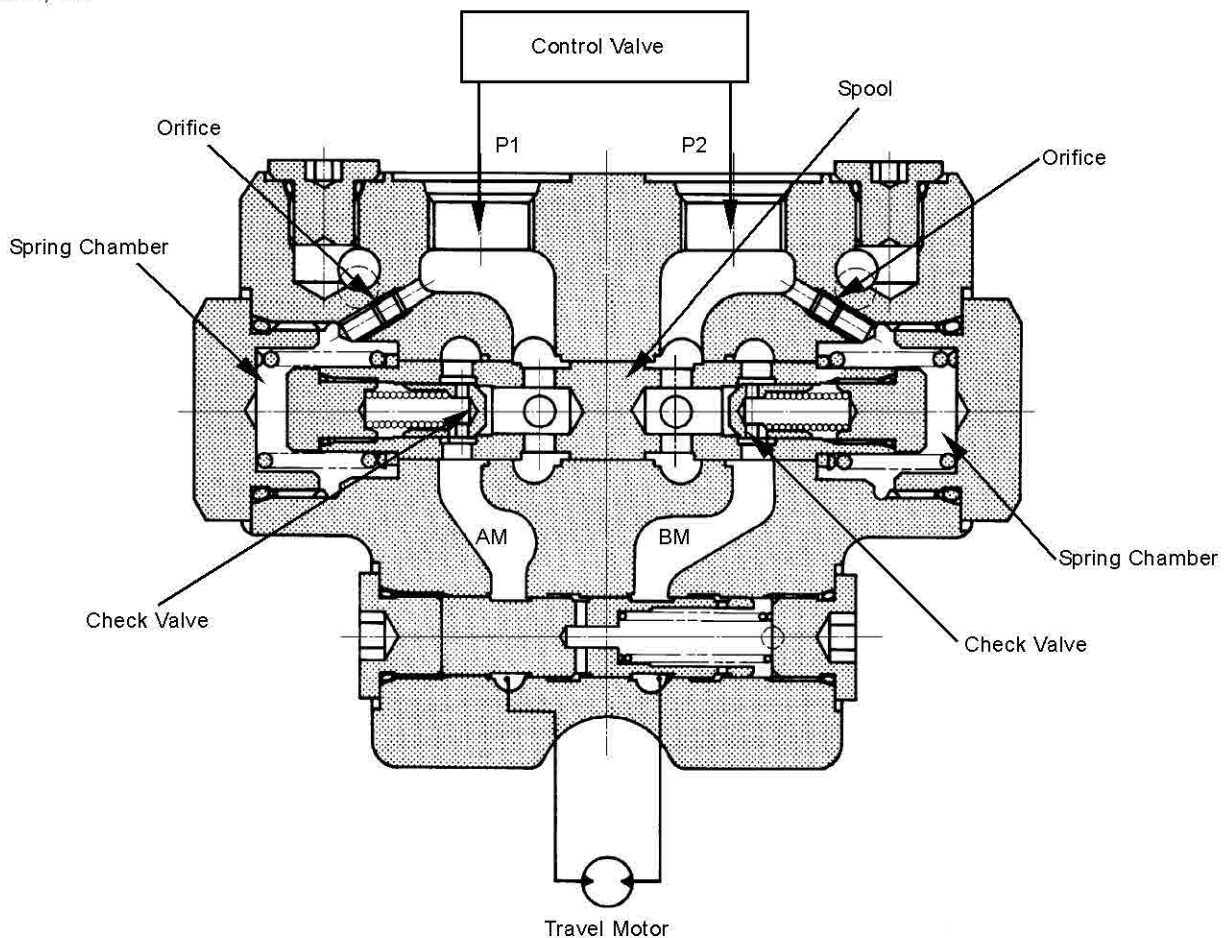 Control Valve
Spool
Orifice
P1
P2
Orifice
Spring Chamber
AM
BM
Spring Chamber
Check Valve
Check Valve
Travel Motor